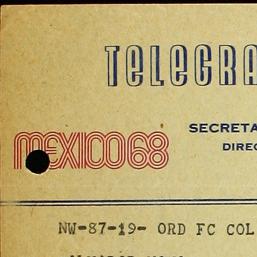 TELEGRA
SECRETA
MEXICO68
DIREC
NW-87-19- ORD FC COL